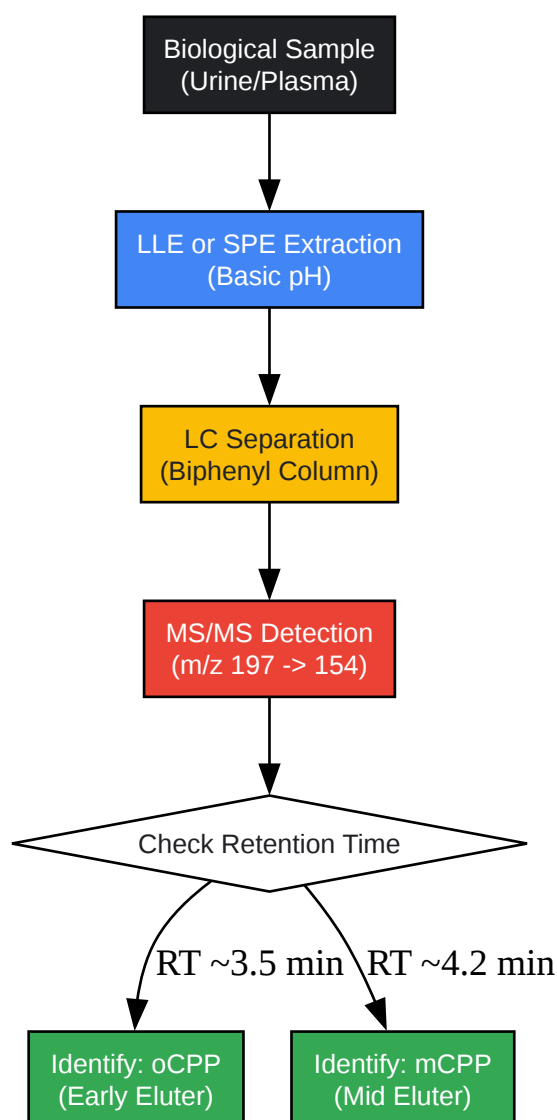 Biological Sample
(Urine/Plasma)
LLE or SPE Extraction
(Basic pH)
LC Separation
(Biphenyl Column)
MS/MS Detection
(m/z 197 -> 154)
Check Retention Time
RT ~3.5 min
RT ~4.2 min
Identify: oCPP
(Early Eluter)
Identify: mCPP
(Mid Eluter)